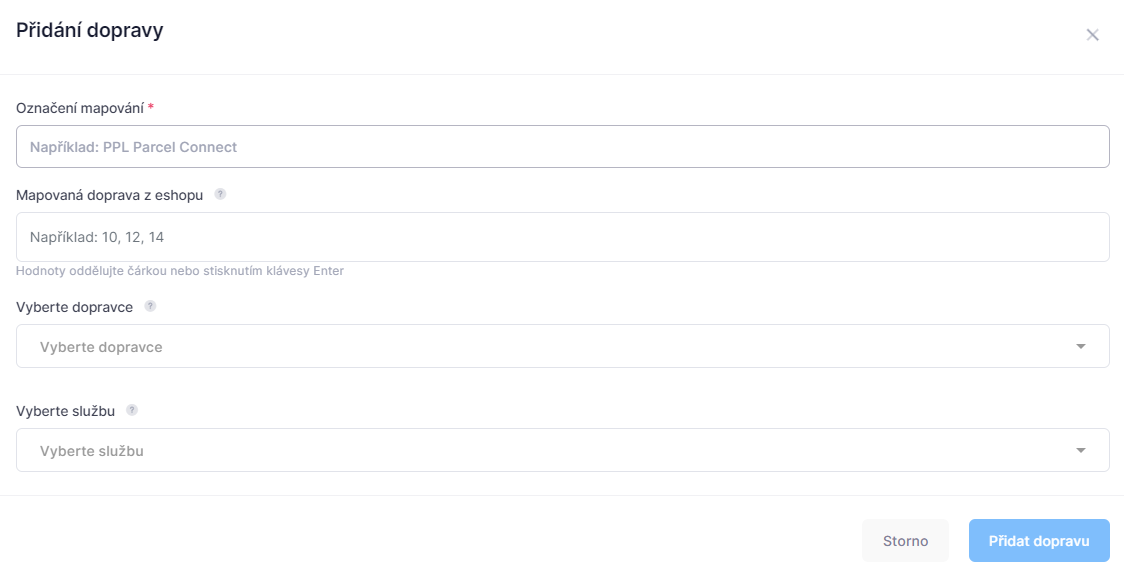 Přidání dopravy
Označení mapování *
Například: PPL Parcel Connect
Mapovaná doprava z eshopu ?
Například: 10, 12, 14
Hodnoty oddělujte čárkou nebo stisknutím klávesy Enter
Vyberte dopravce ?
Vyberte dopravce
Vyberte službu ?
Vyberte službu
Storno
Přidat dopravu